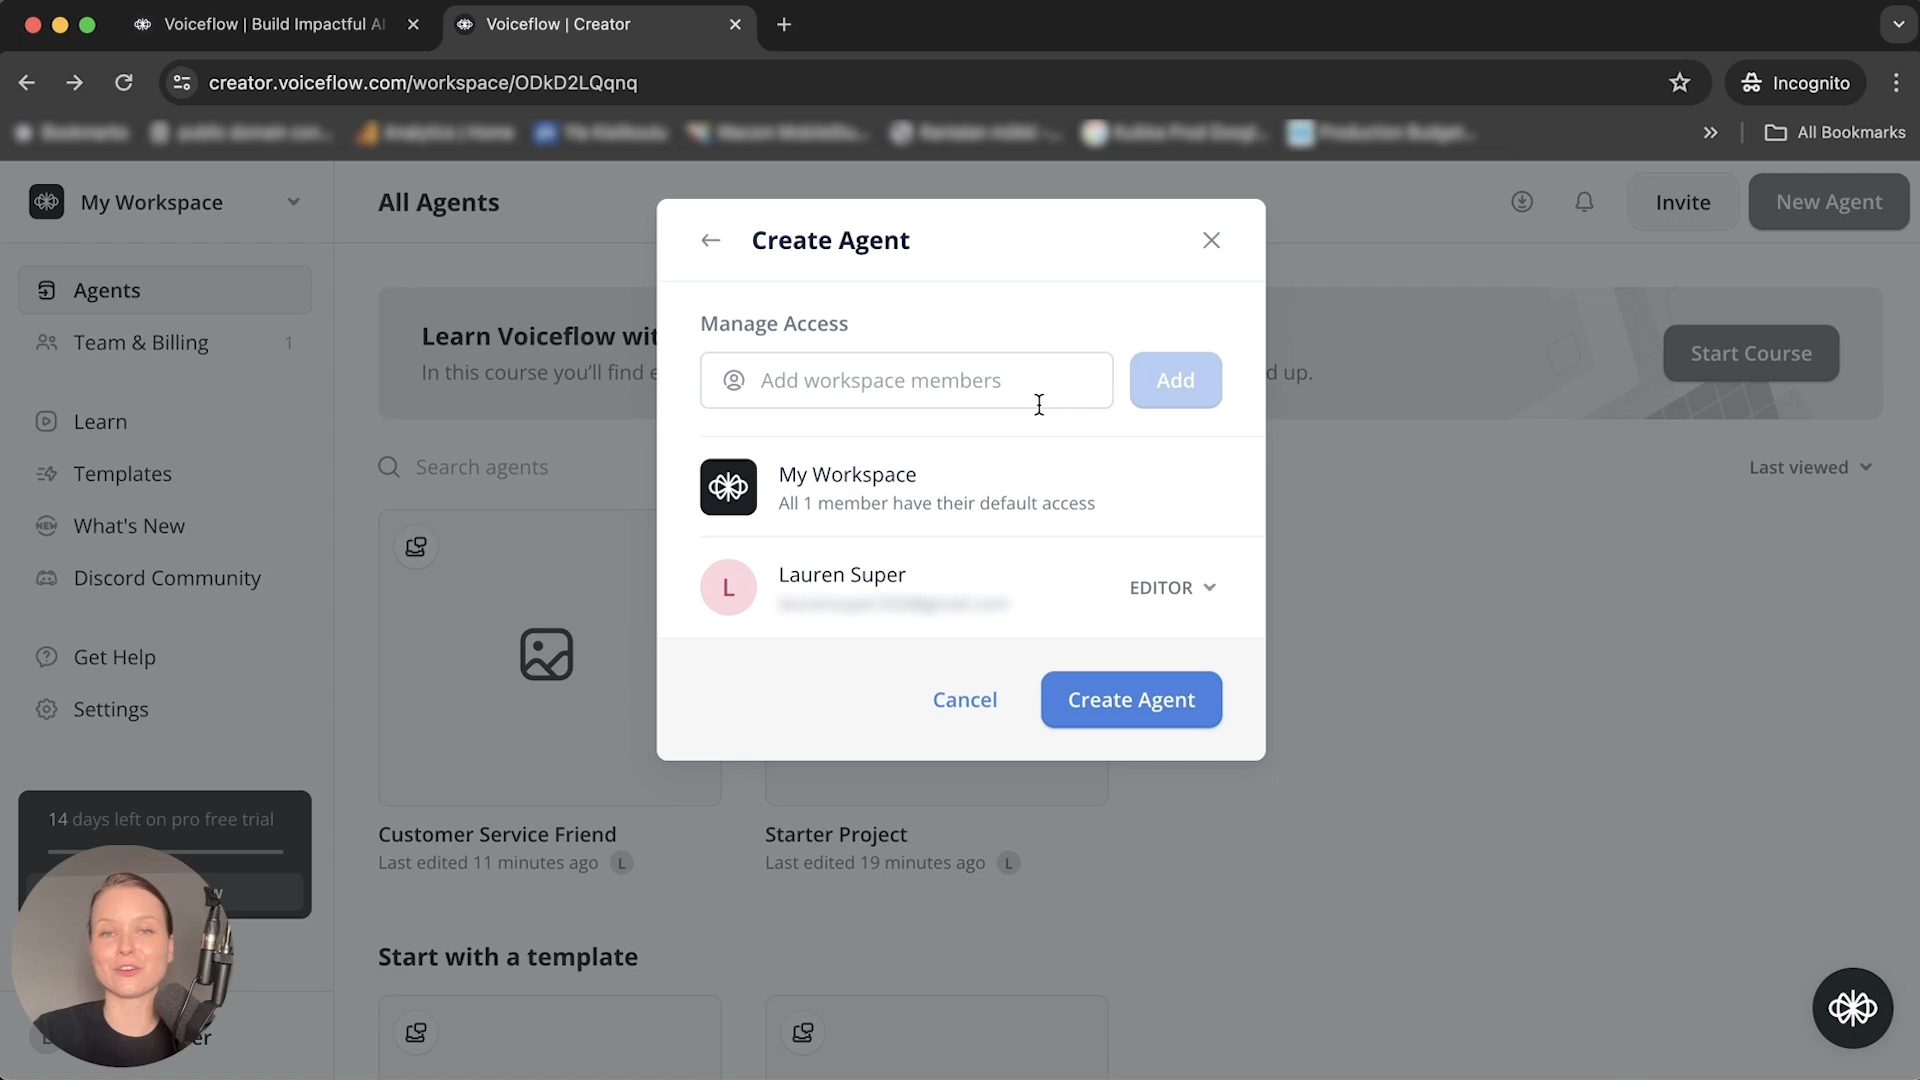 Voiceflow | Build Impactful AI
Voiceflow | Creator
creator.voiceflow.com/workspace/ODkD2LQqnq
Incognito
All Bookmarks
My Workspace
All Agents
Invite
New Agent
Create Agent
Agents
Team & Billing
1
Learn
Templates
NEW
What's New
Discord Community
Get Help
Settings
14 days left on pro free trial
Learn Voiceflow wit
In this course you'll find e
d up.
Start Course
Search agents
Last viewed
Manage Access
Add workspace members
Add
My Workspace
All 1 member have their default access
L
Lauren Super
EDITOR
Cancel
Create Agent
Customer Service Friend
Last edited 11 minutes ago
L
Starter Project
Last edited 19 minutes ago
L
Start with a template